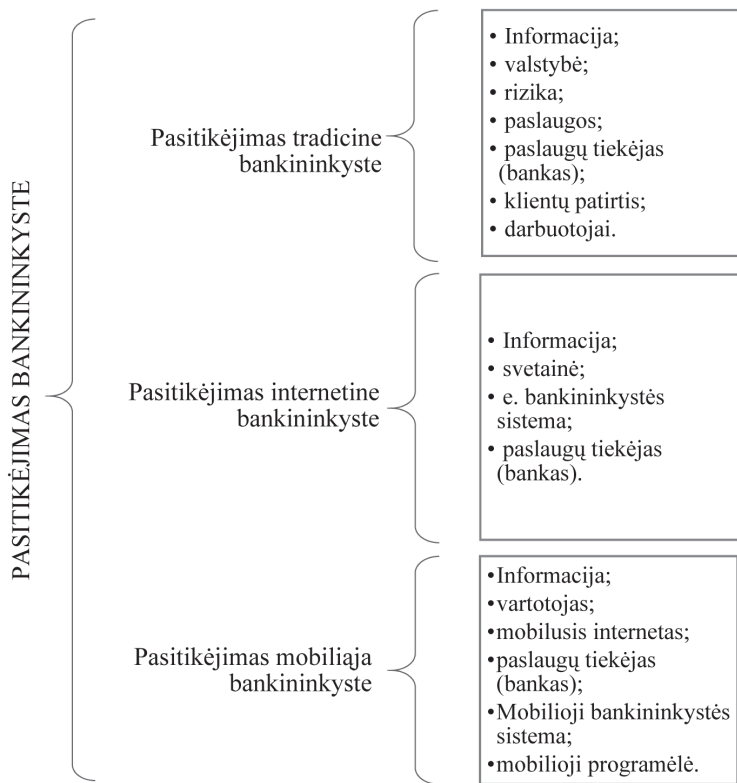 PASITIKĖJIMAS BANKININKYSTE
Pasitikėjimas tradicine
bankininkyste
• Informacija;
• valstybė;
• rizika;
• paslaugos;
• paslaugų tiekėjas
(bankas);
• klientų patirtis;
• darbuotojai.
Pasitikėjimas internetine
bankininkyste
• Informacija;
• svetainė;
• e. bankininkystės
sistema;
• paslaugų tiekėjas
(bankas).
Pasitikėjimas mobiliąja
bankininkyste
•Informacija;
•vartotojas;
•mobilusis internetas;
•paslaugų tiekėjas
(bankas);
•Mobilioji bankininkystės
sistema;
•mobilioji programėlė.